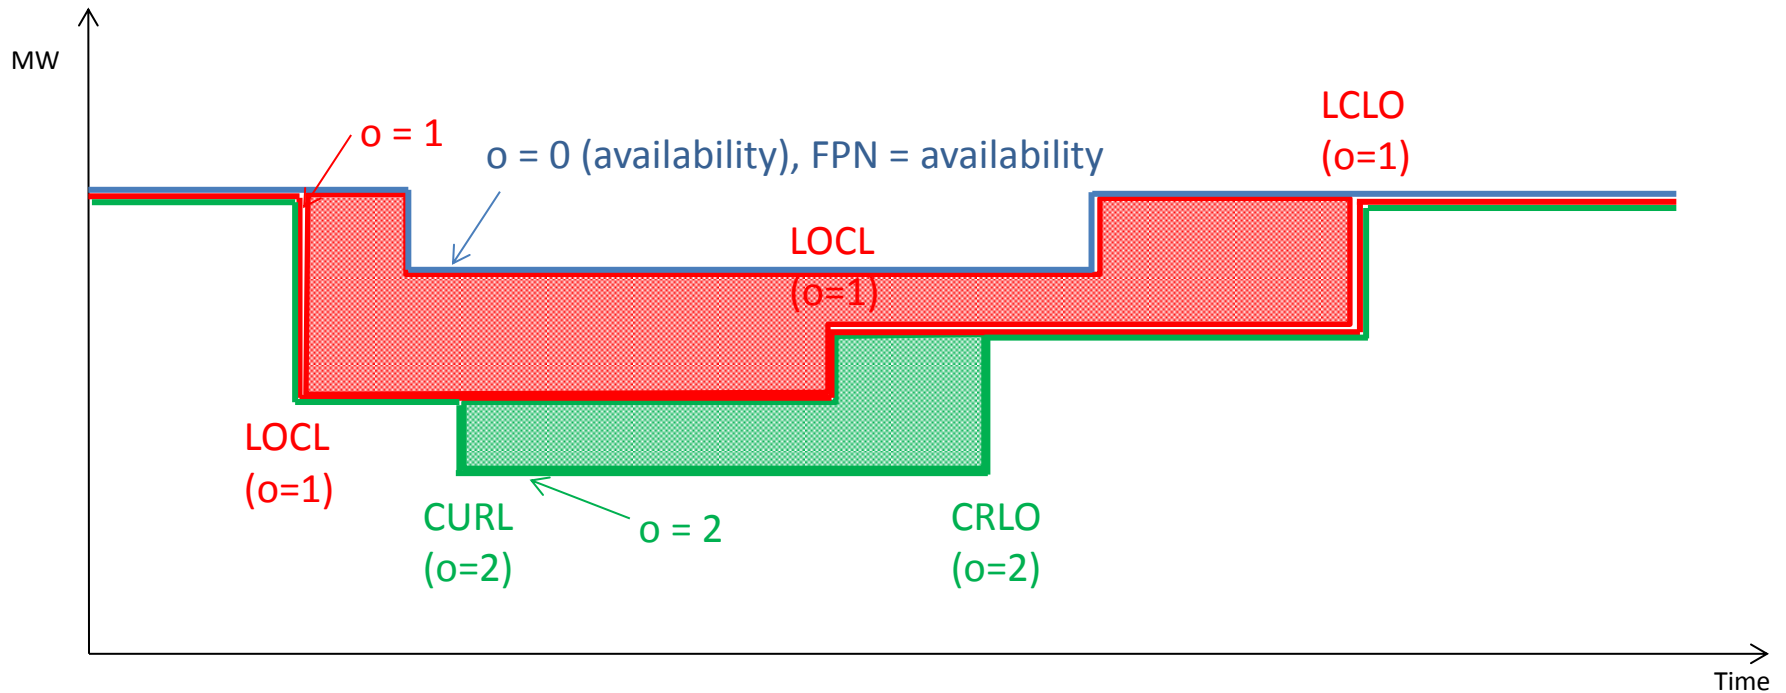 MW
LCLO
(o=1)
o = 1
o = 0 (availability), FPN = availability
LOCL
(o=1)
LOCL
(o=1)
CURL
(o=2)
o = 2
CRLO
(o=2)
Time